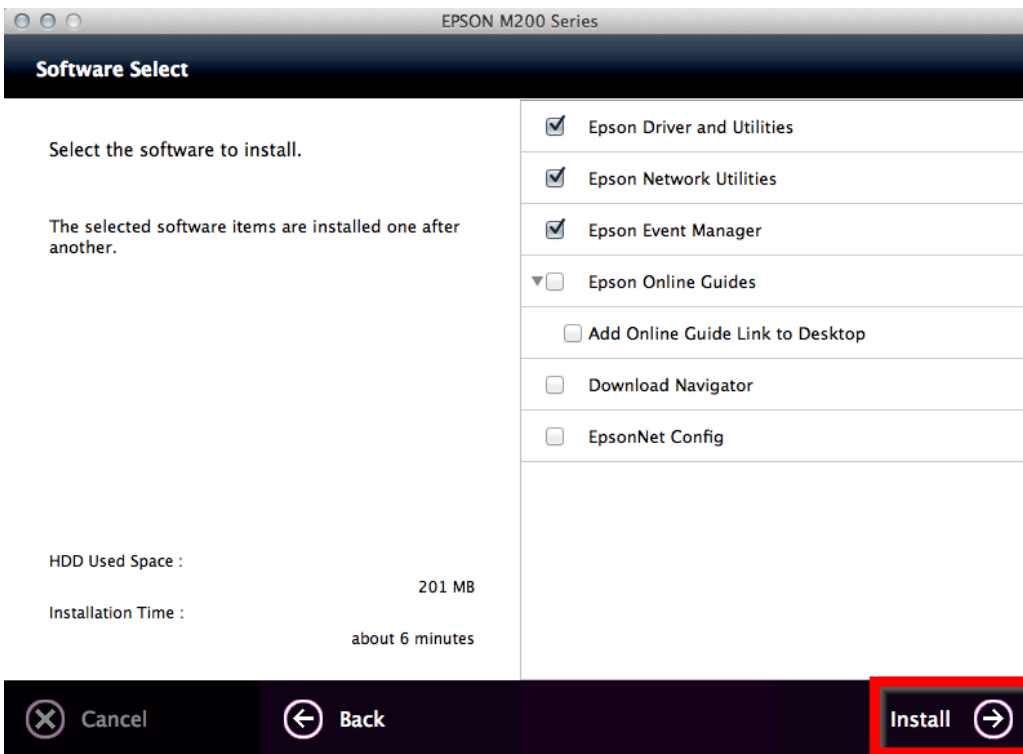 EPSON M200 Series
Software Select
Select the software to install.
The selected software items are installed one after
another.
HDD Used Space :
201 MB
Installation Time :
about 6 minutes
Epson Driver and Utilities
Epson Network Utilities
Epson Event Manager
Epson Online Guides
Add Online Guide Link to Desktop
Download Navigator
EpsonNet Config
Cancel
Back
Install